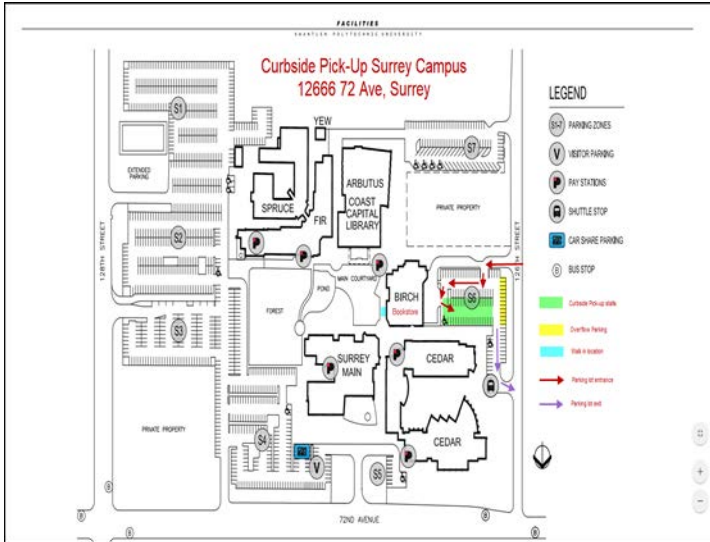 FACILITIES
KWANTLEN POLYTECHNIC UNIVERSITY
Curbside Pick-Up Surrey Campus
12666 72 Ave, Surrey
LEGEND
S1-7 PARKING ZONES
V VISITOR PARKING
P PAY STATIONS
SHUTTLE STOP
CAR SHARE PARKING
B BUS STOP
Curbside Pick-up stalls
Overflow Parking
Walk in location
Parking lot entrance
Parking lot exit
S1
EXTENDED
PARKING
S2
S3
128TH STREET
PRIVATE PROPERTY
YEW
SPRUCE
FIR
ARBUTUS
COAST
CAPITAL
LIBRARY
S7
PRIVATE PROPERTY
126TH STREET
P
P
P
FOREST
POND
MAIN COURTYARD
BIRCH
Bookstore
S6
SURREY
MAIN
P
P
CEDAR
CEDAR
P
S4
V
S5
72ND AVENUE
B
B
B
B
B